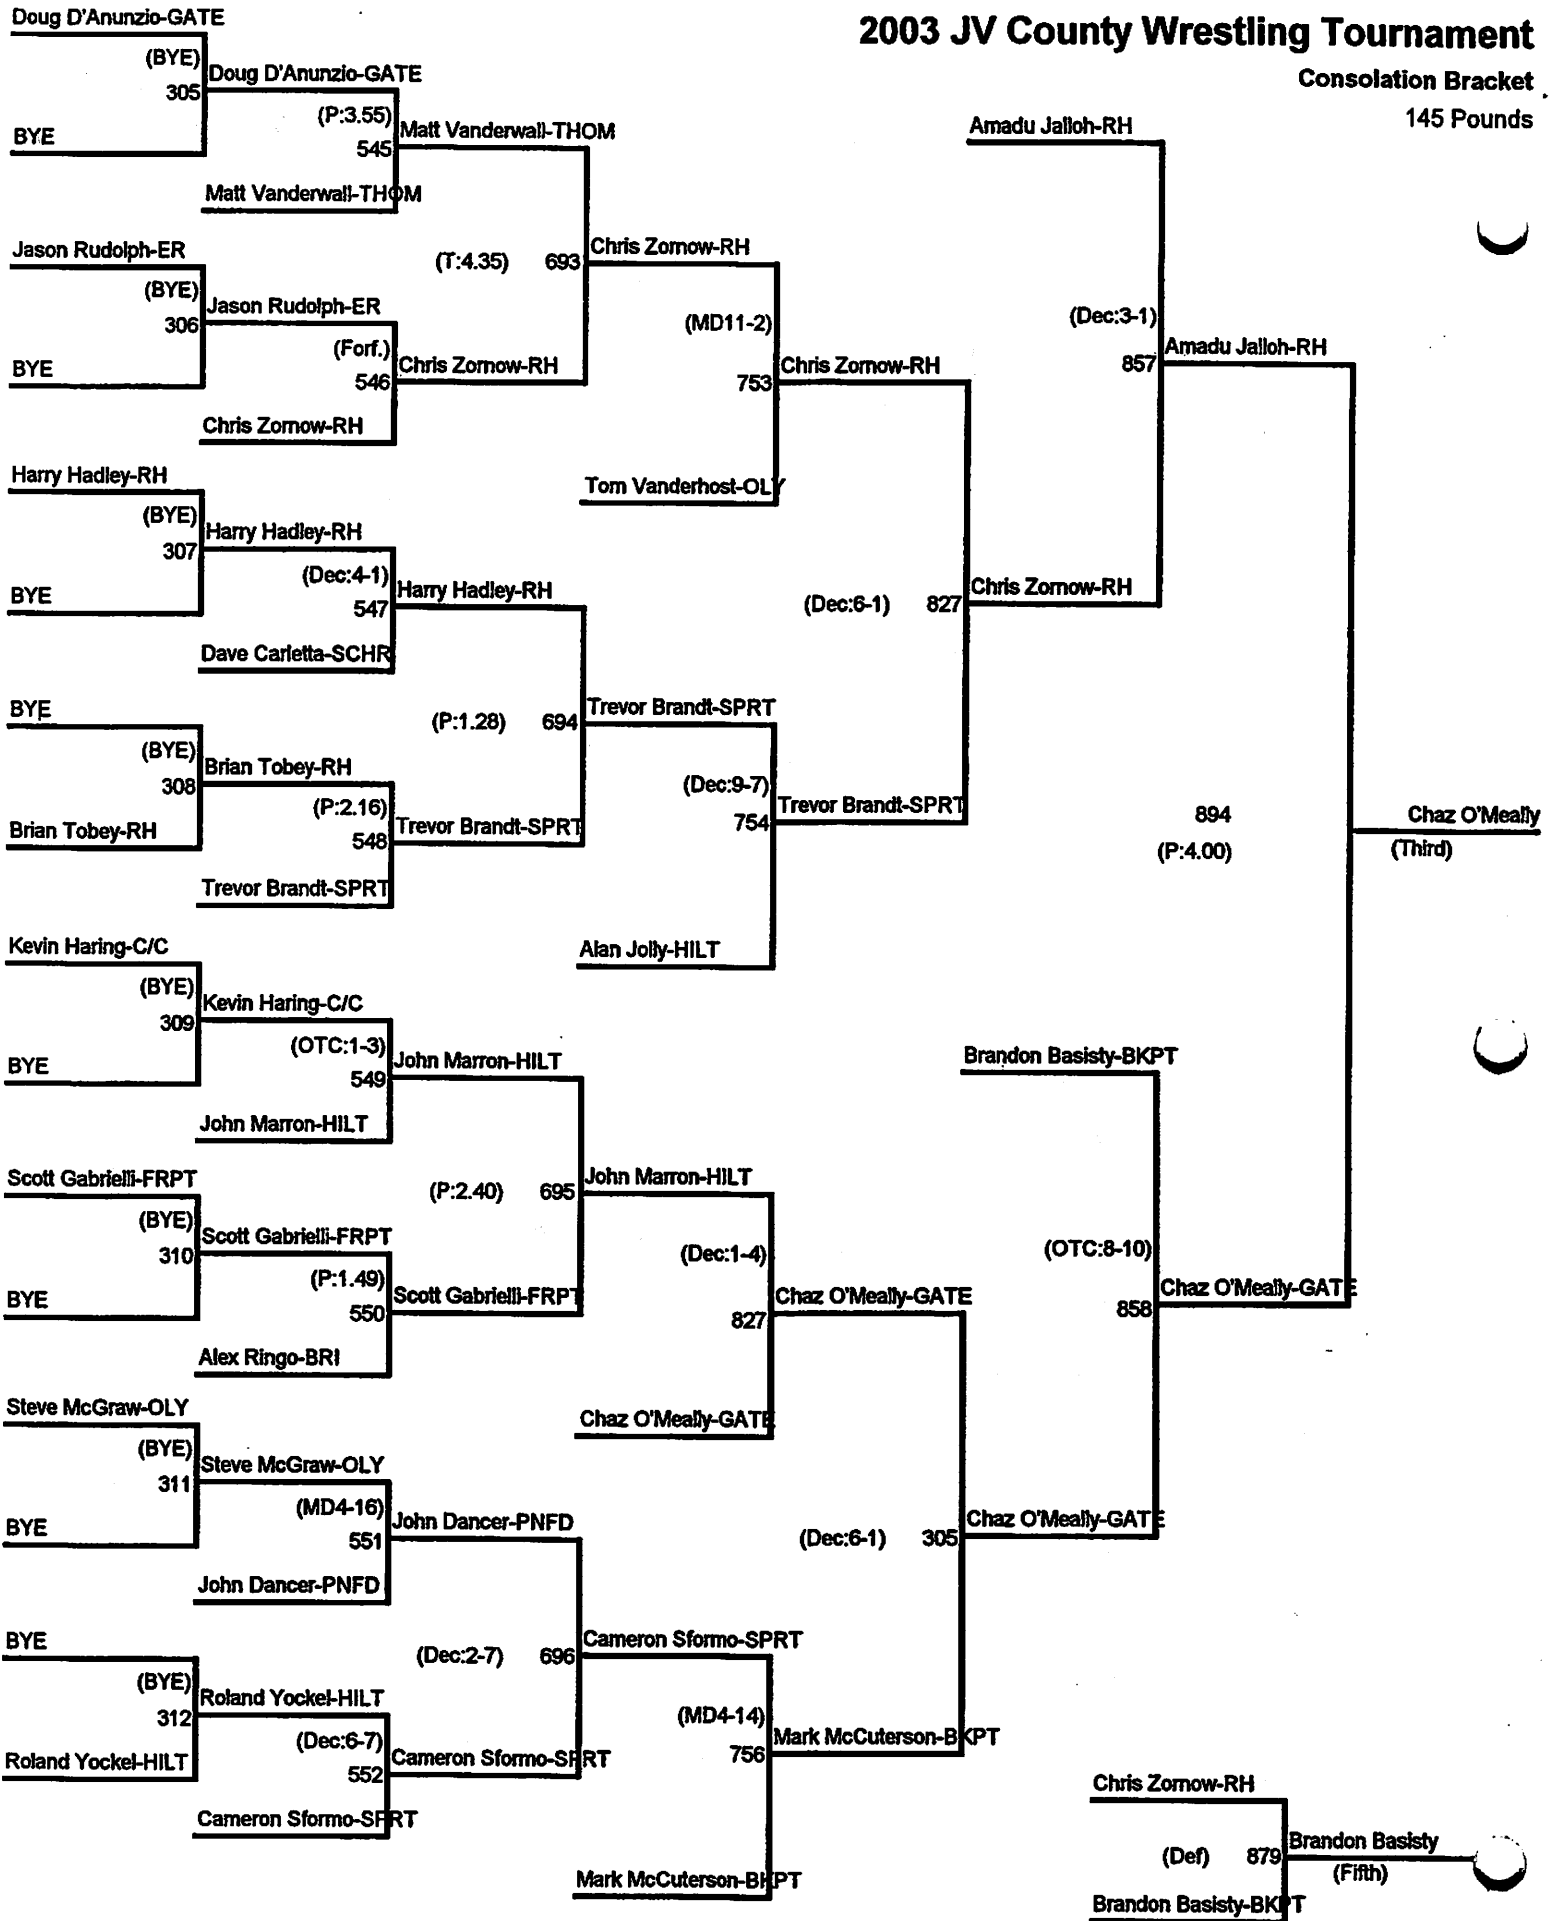 2003 JV County Wrestling Tournament
Consolation Bracket
145 Pounds
Doug D'Anunzio-GATE
(BYE)
305
BYE
Doug D'Anunzio-GATE
(P:3.55)
545
Matt Vanderwall-THOM
Matt Vanderwall-THOM
Jason Rudolph-ER
(BYE)
306
BYE
Jason Rudolph-ER
(Forf.)
546
Chris Zornow-RH
Chris Zornow-RH
(T:4.35) 693
Chris Zornow-RH
(MD11-2)
753
Tom Vanderhost-OLY
Chris Zornow-RH
Harry Hadley-RH
(BYE)
307
BYE
Harry Hadley-RH
(Dec:4-1)
547
Dave Carletta-SCHR
Harry Hadley-RH
BYE
(BYE)
308
Brian Tobey-RH
Brian Tobey-RH
(P:2.16)
548
Trevor Brandt-SPRT
Trevor Brandt-SPRT
(P:1.28) 694
Trevor Brandt-SPRT
(Dec:9-7)
754
Alan Jolly-HILT
Trevor Brandt-SPRT
(Dec:6-1) 827
Chris Zornow-RH
Amadu Jalloh-RH
(Dec:3-1)
857
Amadu Jalloh-RH
Kevin Haring-C/C
(BYE)
309
BYE
Kevin Haring-C/C
(OTC:1-3)
549
John Marron-HILT
John Marron-HILT
Scott Gabrielli-FRPT
(BYE)
310
BYE
Scott Gabrielli-FRPT
(P:1.49)
550
Alex Ringo-BRI
Scott Gabrielli-FRPT
(P:2.40) 695
John Marron-HILT
(Dec:1-4)
827
Chaz O'Meally-GATE
Chaz O'Meally-GATE
Steve McGraw-OLY
(BYE)
311
BYE
Steve McGraw-OLY
(MD4-16)
551
John Dancer-PNFD
John Dancer-PNFD
BYE
(BYE)
312
Roland Yockel-HILT
Roland Yockel-HILT
(Dec:6-7)
552
Cameron Sformo-SPRT
Cameron Sformo-SPRT
(Dec:2-7) 696
Cameron Sformo-SPRT
(MD4-14)
756
Mark McCuterson-BKPT
Mark McCuterson-BKPT
(Dec:6-1) 305
Chaz O'Meally-GATE
Brandon Basisty-BKPT
(OTC:8-10)
858
Chaz O'Meally-GATE
894
(P:4.00)
Chaz O'Meally
(Third)
Chris Zornow-RH
(Def) 879
Brandon Basisty-BKPT
Brandon Basisty
(Fifth)